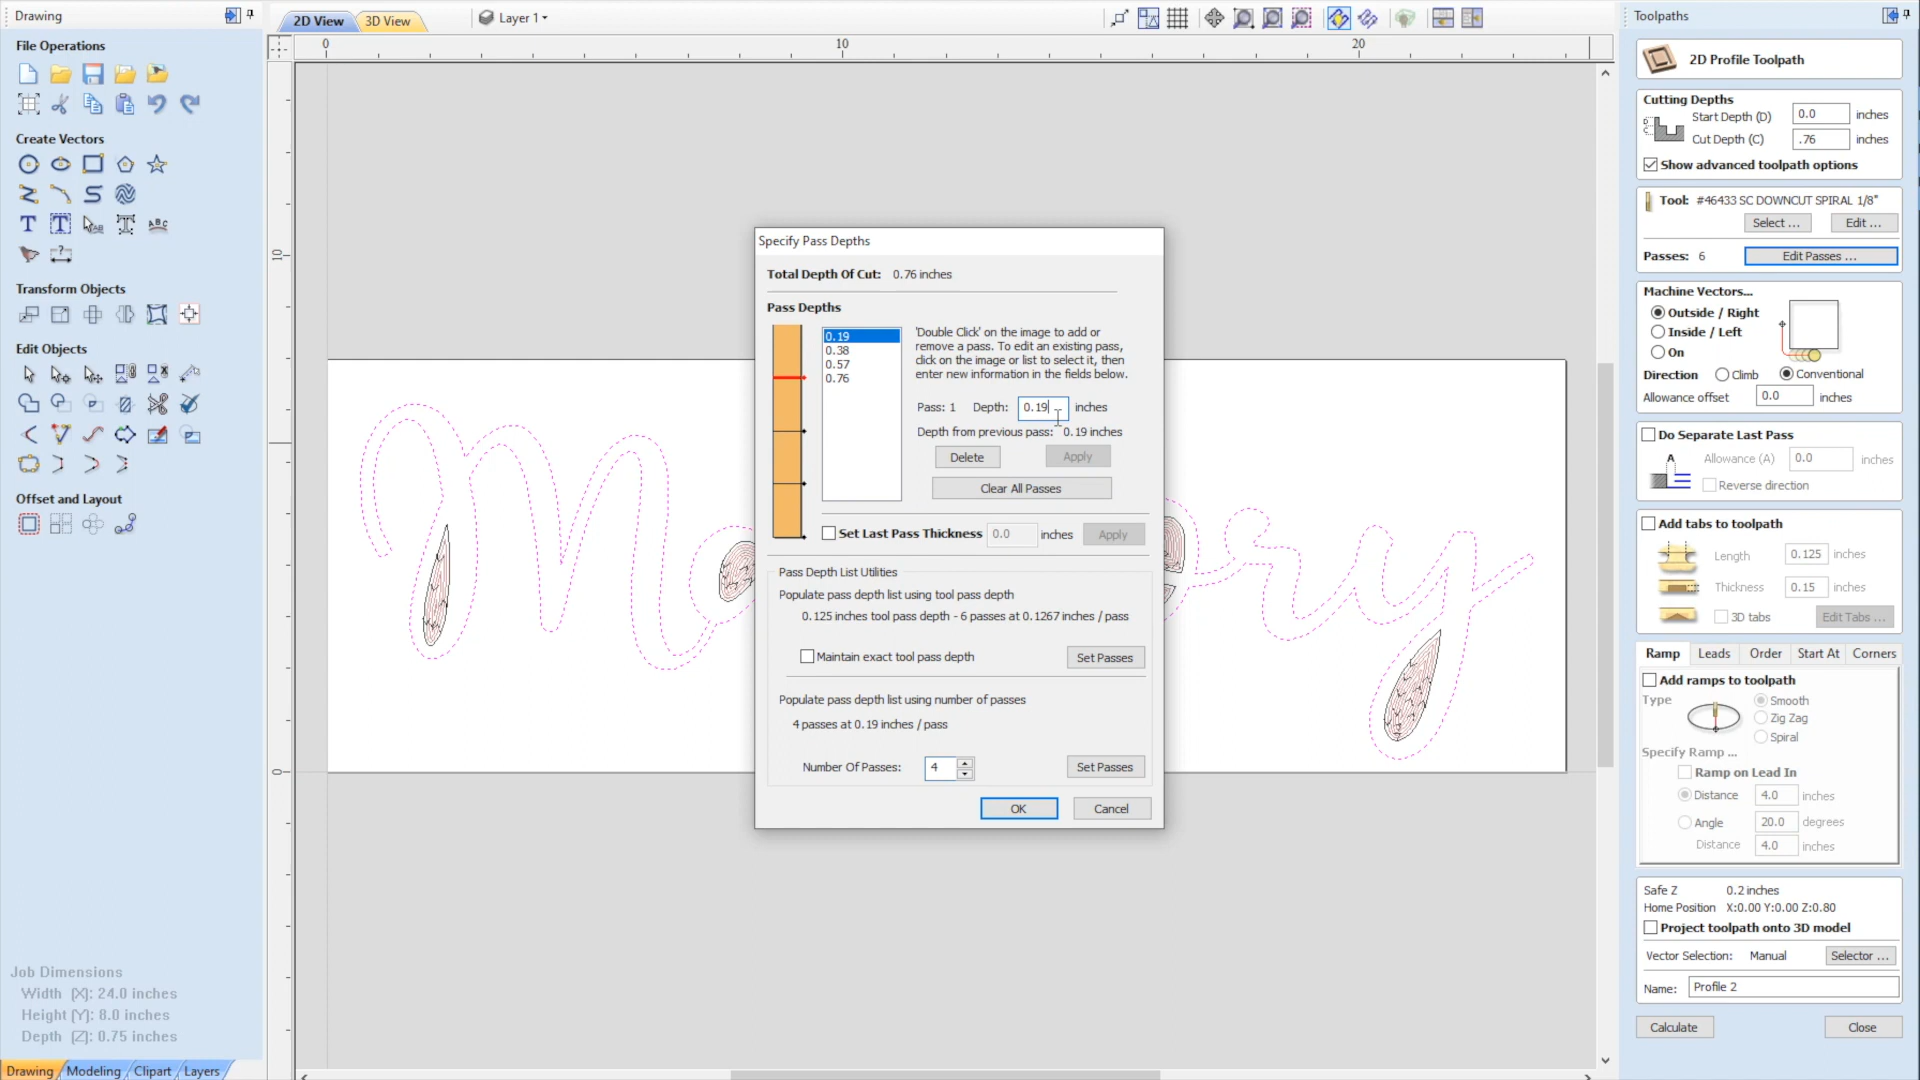 Drawing
File Operations
Create Vectors
Transform Objects
Edit Objects
Offset and Layout
Job Dimensions
Width (X): 24.0 inches
Height (Y): 8.0 inches
Depth (Z): 0.75 inches
Drawing Modeling Clipart Layers
2D View 3D View Layer 1
0 10 20
10
0
Specify Pass Depths
Total Depth Of Cut: 0.76 inches
Pass Depths
0.19
0.38
0.57
0.76
'Double Click' on the image to add or
remove a pass. To edit an existing pass,
click on the image or list to select it, then
enter new information in the fields below.
Pass: 1 Depth: 0.19 inches
Depth from previous pass: 0.19 inches
Delete Apply
Clear All Passes
Set Last Pass Thickness 0.0 inches Apply
Pass Depth List Utilities
Populate pass depth list using tool pass depth
0.125 inches tool pass depth - 6 passes at 0.1267 inches / pass
Maintain exact tool pass depth Set Passes
Populate pass depth list using number of passes
4 passes at 0.19 inches / pass
Number Of Passes: 4 Set Passes
OK Cancel
Toolpaths
2D Profile Toolpath
Cutting Depths
Start Depth (D) 0.0 inches
Cut Depth (C) .76 inches
Show advanced toolpath options
Tool: #46433 SC DOWNCUT SPIRAL 1/8"
Select ... Edit ...
Passes: 6 Edit Passes ...
Machine Vectors...
Outside / Right
Inside / Left
On
Direction Climb Conventional
Allowance offset 0.0 inches
Do Separate Last Pass
A Allowance (A) 0.0 inches
Reverse direction
Add tabs to toolpath
Length 0.125 inches
Thickness 0.15 inches
3D tabs Edit Tabs ...
Ramp Leads Order Start At Corners
Add ramps to toolpath
Type Smooth
Zig Zag
Spiral
Specify Ramp ...
Ramp on Lead In
Distance 4.0 inches
Angle 20.0 degrees
Distance 4.0 inches
Safe Z 0.2 inches
Home Position X:0.00 Y:0.00 Z:0.80
Project toolpath onto 3D model
Vector Selection: Manual Selector ...
Name: Profile 2
Calculate Close